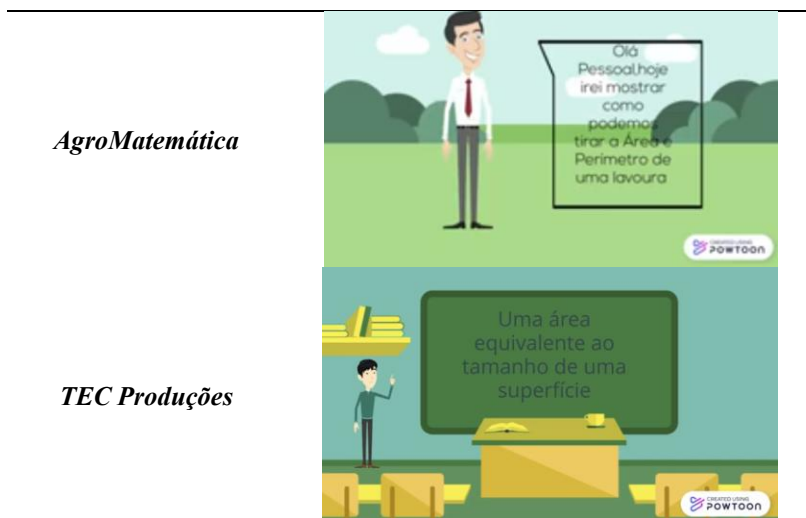 AgroMatemática
Olá
Pessoal,hoje
irei mostrar
como
podemos
tirar a Área e
Perímetro de
uma lavoura
CREATED USING
POWTOON
TEC Produções
Uma área
equivalente ao
tamanho de uma
superfície
CREATED USING
POWTOON